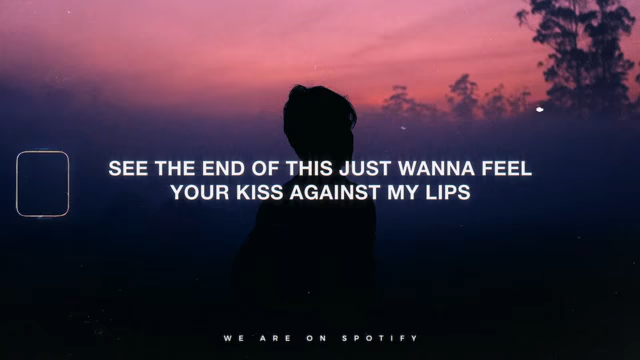 SEE THE END OF THIS JUST WANNA FEEL
YOUR KISS AGAINST MY LIPS
WE ARE ON SPOTIFY